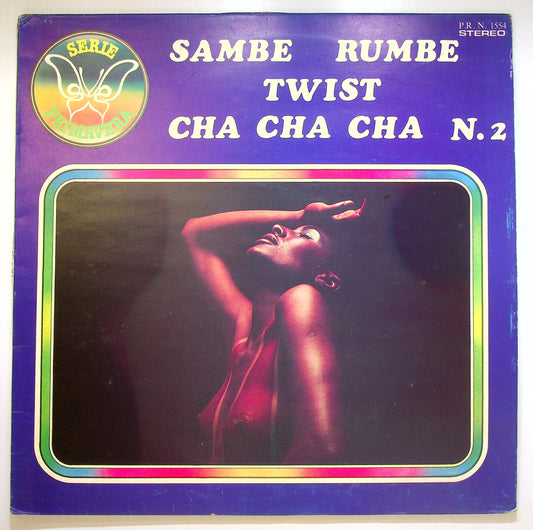 P.R. N. 1554
STEREO
SERIE
PRIMAVERA
SAMBE RUMBE
TWIST
CHA CHA CHA N.2